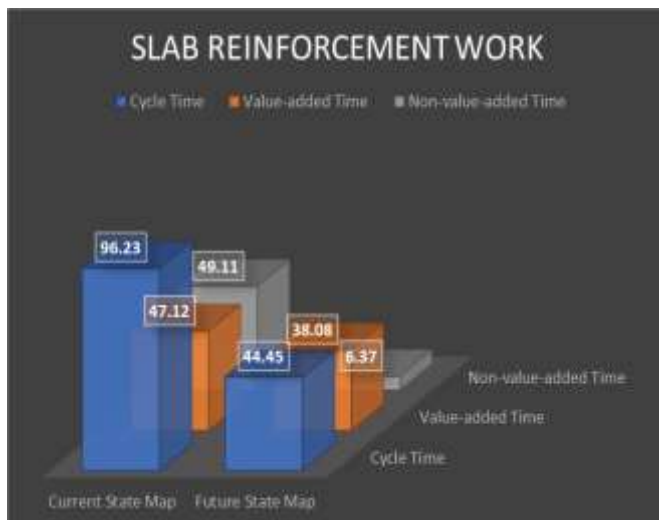 SLAB REINFORCEMENT WORK
Cycle Time Value-added Time Non-value-added Time
96.23
49.11
47.12
38.08
44.45 6.37
Non-value-added Time
Value-added Time
Cycle Time
Current State Map Future State Map